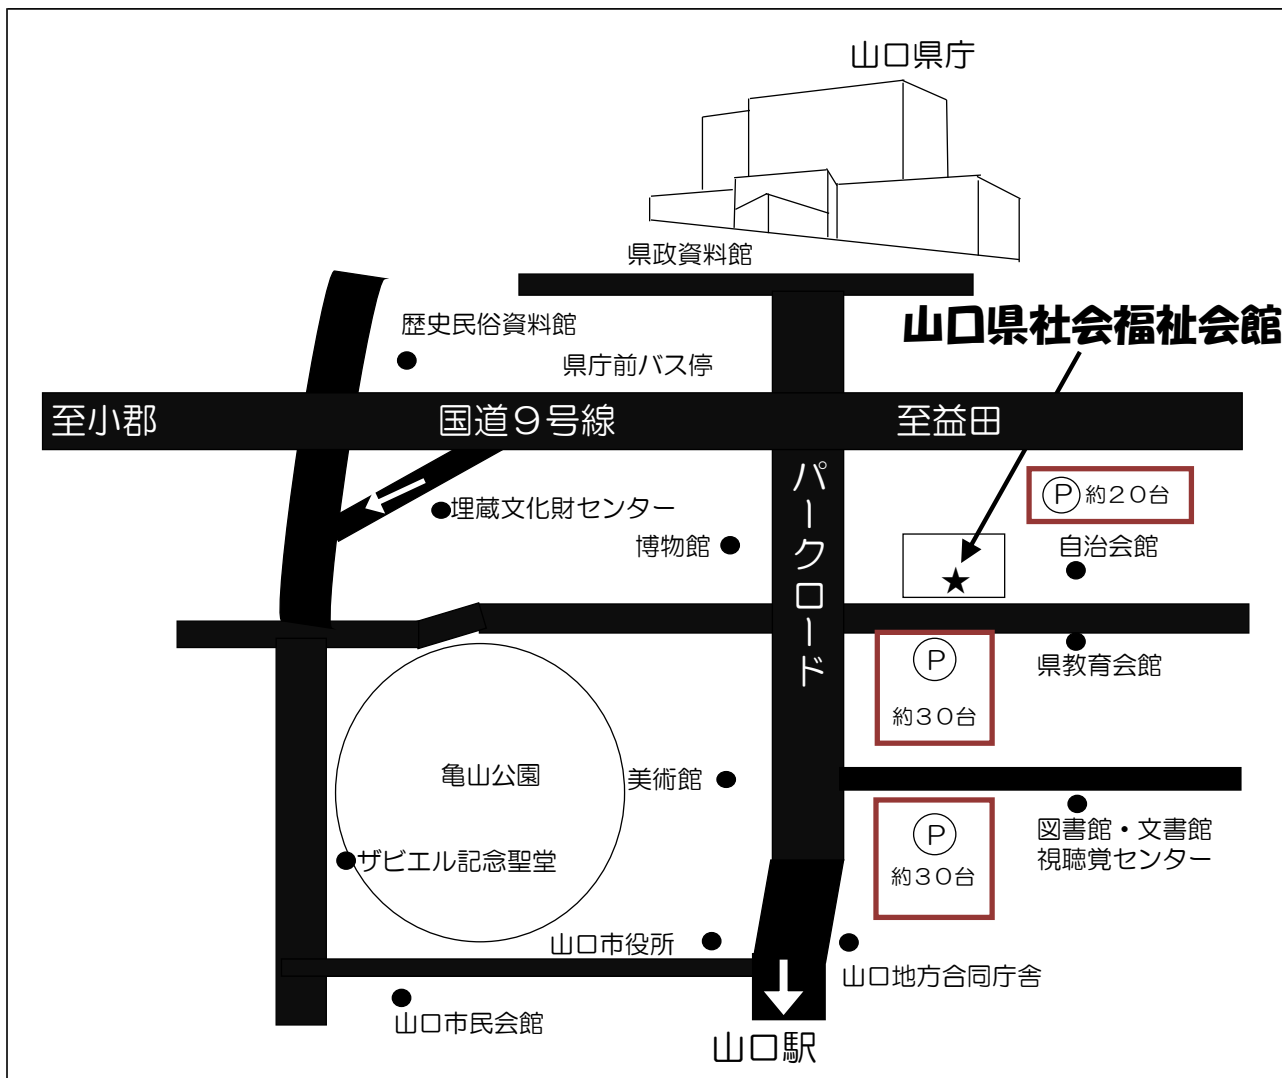 山口県庁
県政資料館
歴史民俗資料館
山口県社会福祉会館
県庁前バス停
至小郡
国道９号線
至益田
パークロード
Ⓟ約２０台
埋蔵文化財センター
博物館
自治会館
Ⓟ
約３０台
県教育会館
亀山公園
美術館
Ⓟ
約３０台
図書館・文書館
視聴覚センター
ザビエル記念聖堂
山口市役所
山口地方合同庁舎
山口市民会館
山口駅